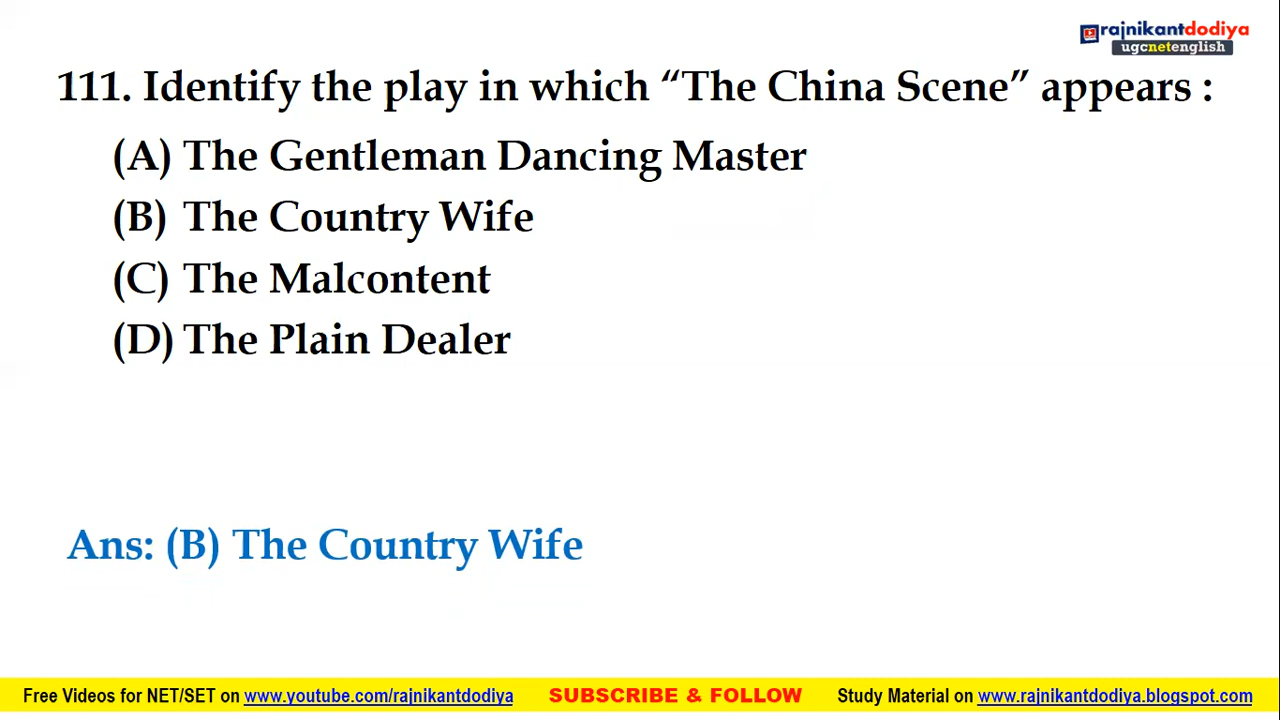 rajnikantdodiya
ugcnetenglish
111. Identify the play in which “The China Scene” appears :
(A) The Gentleman Dancing Master
(B) The Country Wife
(C) The Malcontent
(D) The Plain Dealer
Ans: (B) The Country Wife
Free Videos for NET/SET on www.youtube.com/rajnikantdodiya SUBSCRIBE & FOLLOW Study Material on www.rajnikantdodiya.blogspot.com